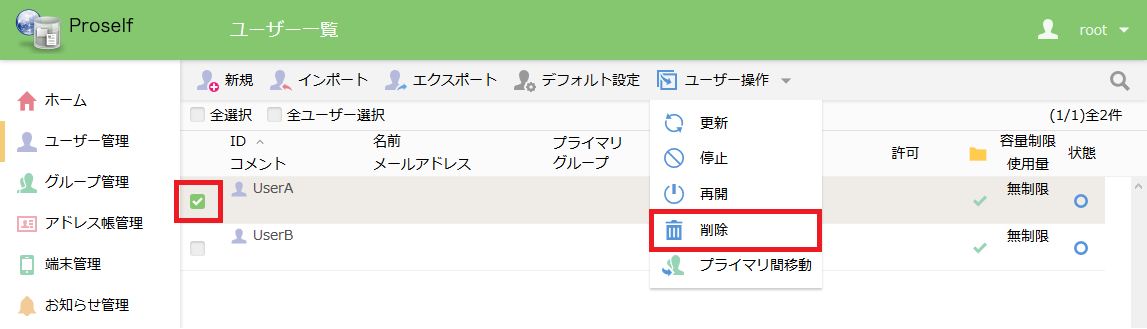 Proself
ユーザー一覧
root
新規 インポート エクスポート デフォルト設定 ユーザー操作
ホーム
ユーザー管理
グループ管理
アドレス帳管理
端末管理
お知らせ管理
全選択 全ユーザー選択
(1/1)全2件
ID 名前 プライマリ 許可 容量制限 状態
コメント メールアドレス グループ 使用量
UserA 無制限
UserB 無制限
更新
停止
再開
削除
プライマリ間移動